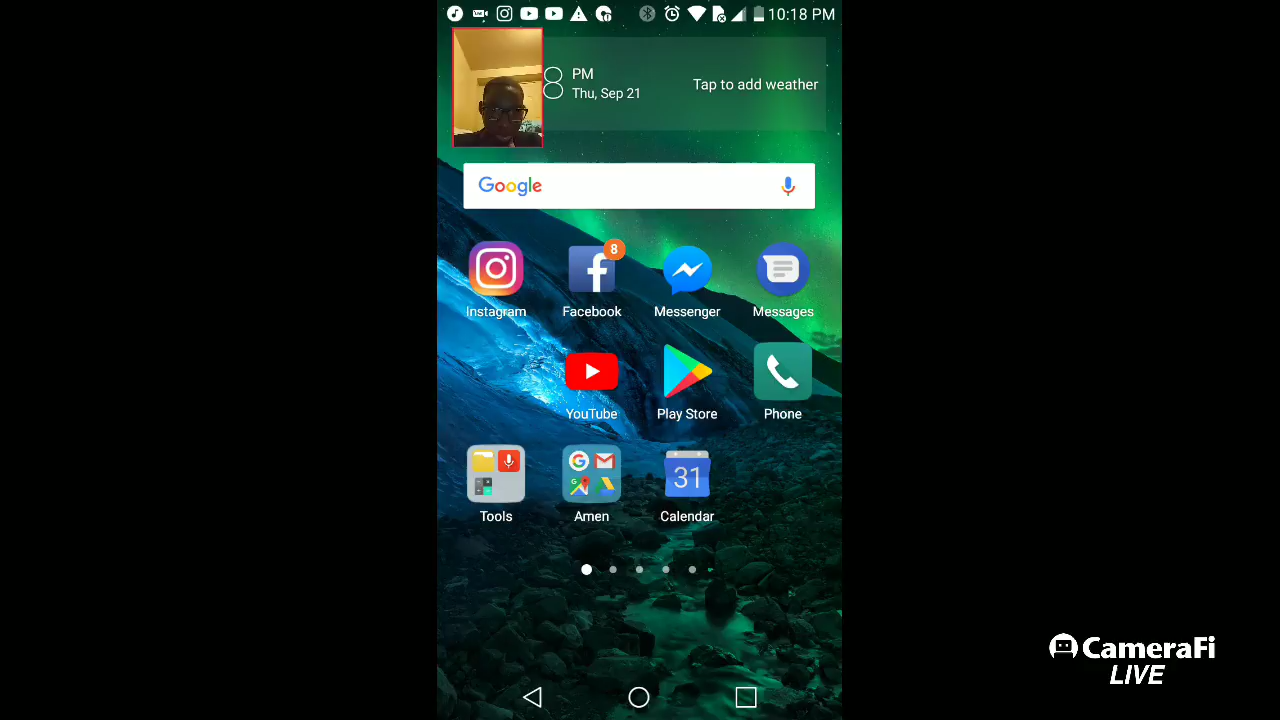 10:18 PM
8 PM
Thu, Sep 21
Tap to add weather
Google
8
Instagram
Facebook
Messenger
Messages
YouTube
Play Store
Phone
31
Tools
Amen
Calendar
CameraFi
LIVE